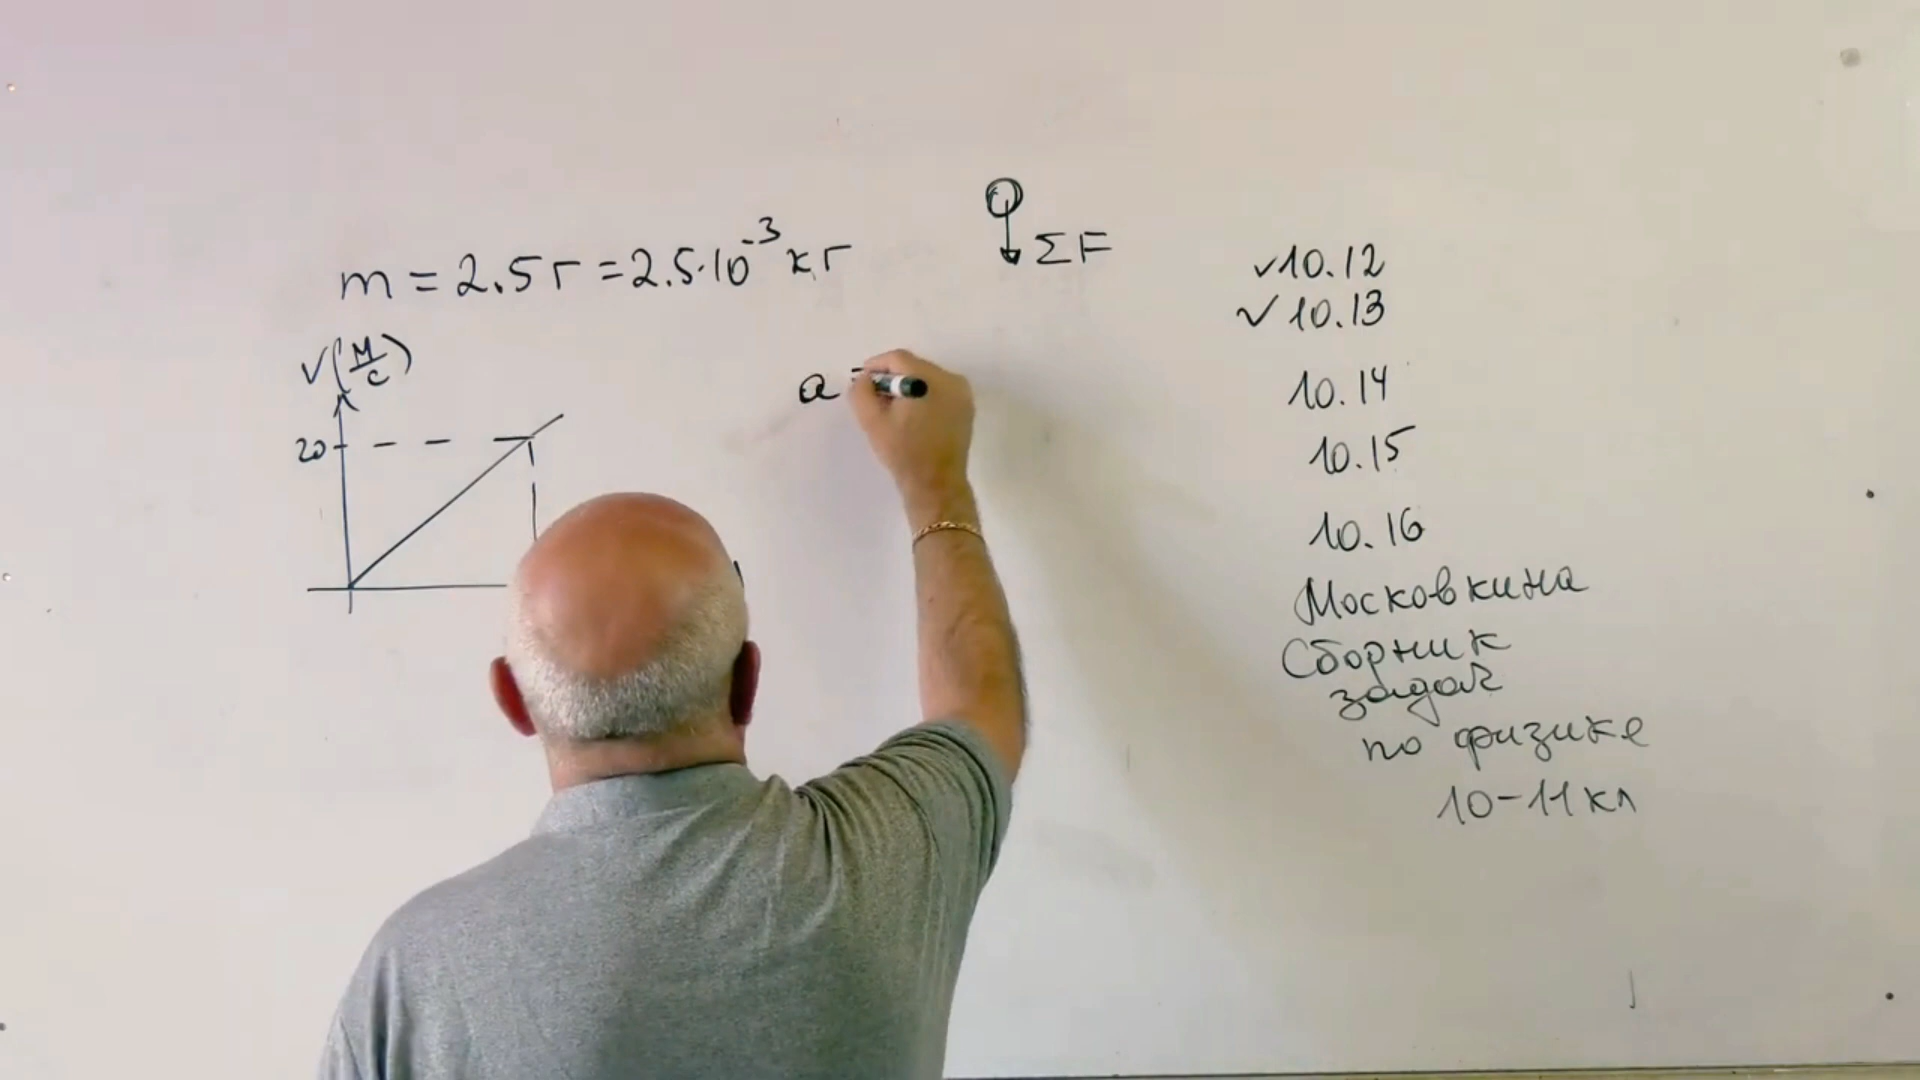 m = 2.5г = 2.5·10⁻³ кг
ΣF
V(м/с)
20
a =
✓10.12
✓10.13
10.14
10.15
10.16
Московкина
Сборник
задач
по физике
10-11 кл